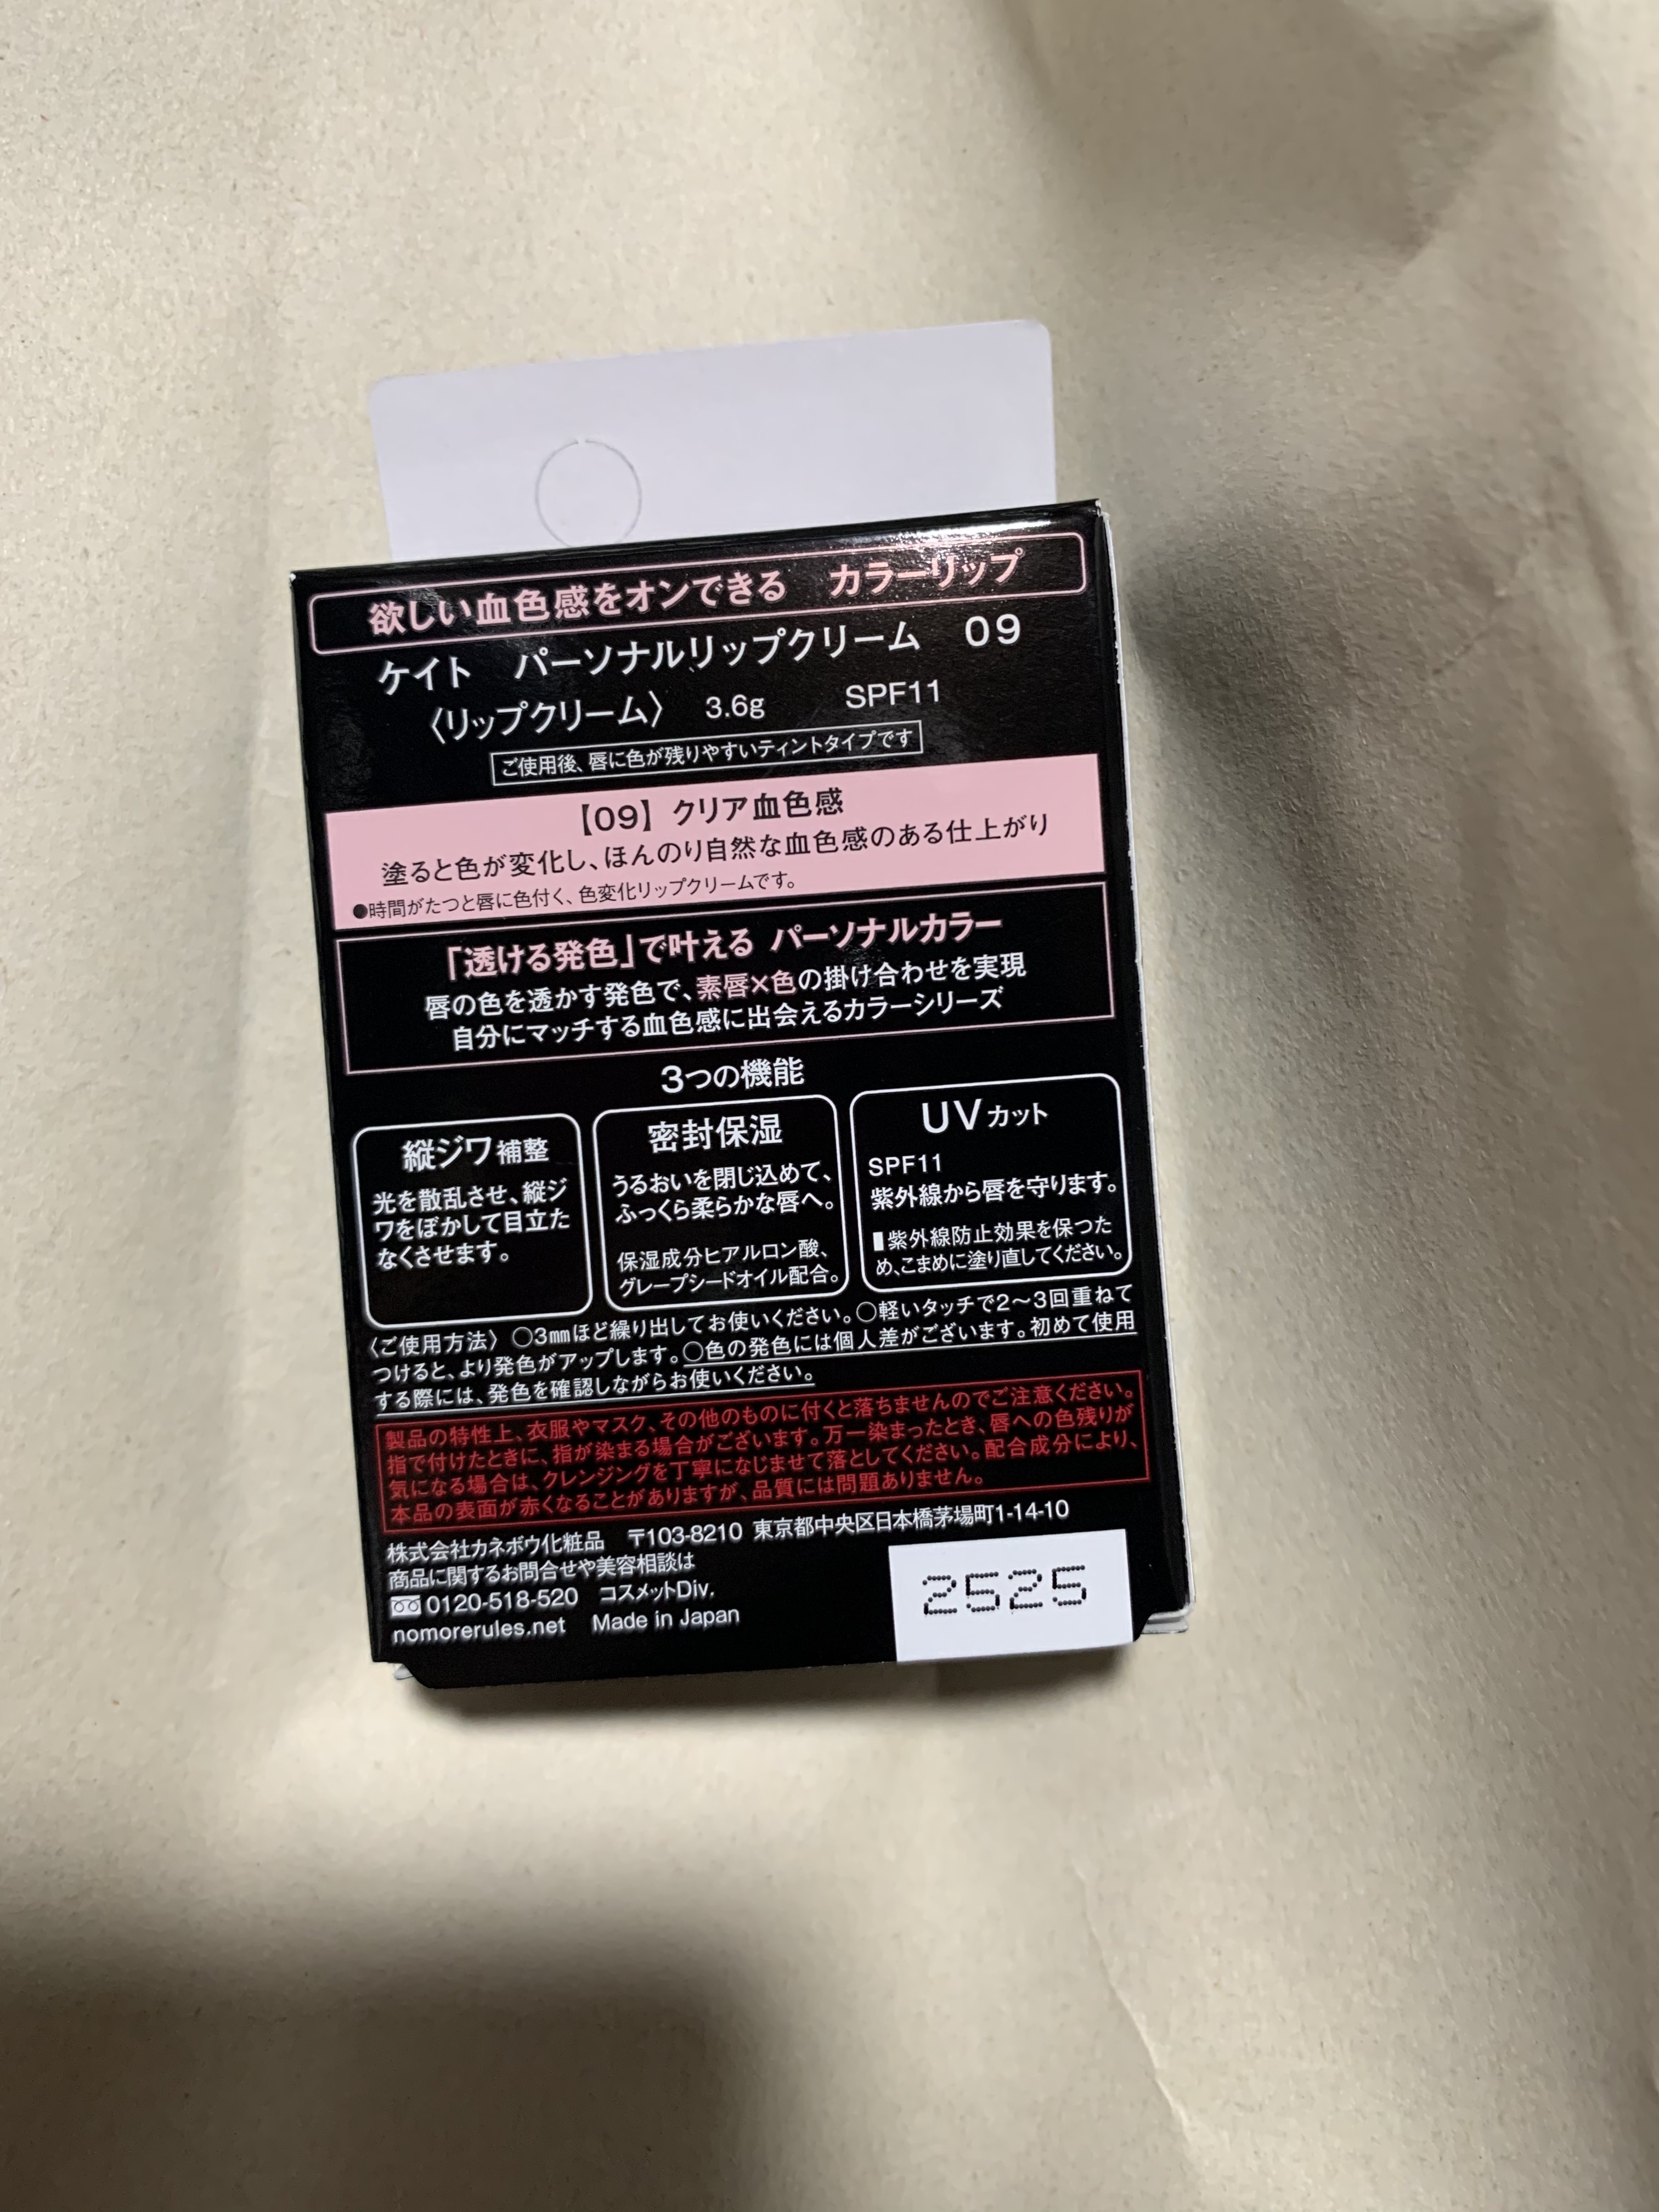 欲しい血色感をオンできる カラーリップ
ケイト パーソナルリップクリーム 09
〈リップクリーム〉 3.6g SPF11
ご使用後、唇に色が残りやすいティントタイプです
【09】クリア血色感
塗ると色が変化し、ほんのり自然な血色感のある仕上がり
●時間がたつと唇に色付く、色変化リップクリームです。
「透ける発色」で叶える パーソナルカラー
唇の色を透かす発色で、素唇×色の掛け合わせを実現
自分にマッチする血色感に出会えるカラーシリーズ
3つの機能
縦ジワ補整
光を散乱させ、縦ジ
ワをぼかして目立た
なくさせます。
密封保湿
うるおいを閉じ込めて、
ふっくら柔らかな唇へ。
保湿成分ヒアルロン酸、
グレープシードオイル配合。
UVカット
SPF11
紫外線から唇を守ります。
▮紫外線防止効果を保つた
め、こまめに塗り直してください。
〈ご使用方法〉○3㎜ほど繰り出してお使いください。○軽いタッチで2〜3回重ねて
つけると、より発色がアップします。○色の発色には個人差がございます。初めて使用
する際には、発色を確認しながらお使いください。
製品の特性上、衣服やマスク、その他のものに付くと落ちませんのでご注意ください。
指で付けたときに、指が染まる場合がございます。万一染まったとき、唇への色残りが
気になる場合は、クレンジングを丁寧になじませて落としてください。配合成分により、
本品の表面が赤くなることがありますが、品質には問題ありません。
株式会社カネボウ化粧品 〒103-8210 東京都中央区日本橋茅場町1-14-10
商品に関するお問合せや美容相談は
0120-518-520 コスメットDiv.
nomorerules.net Made in Japan
2525